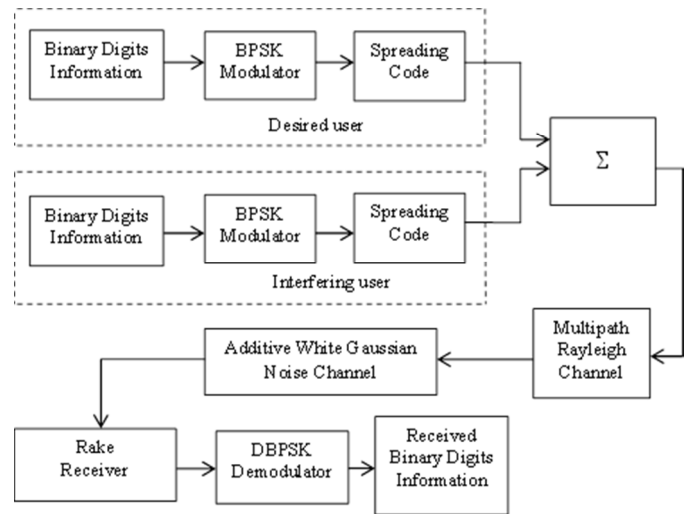 Binary Digits
Information
BPSK
Modulator
Spreading
Code
Desired user
Σ
Binary Digits
Information
BPSK
Modulator
Spreading
Code
Interfering user
Multipath
Rayleigh
Channel
Additive White Gaussian
Noise Channel
Rake
Receiver
DBPSK
Demodulator
Received
Binary Digits
Information